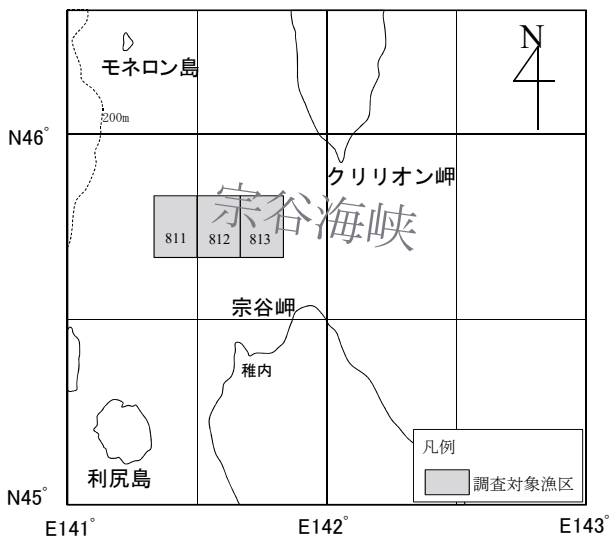 N
モネロン島
200m
N46°
クリリオン岬
宗谷海峡
811 812 813
宗谷岬
稚内
凡例
調査対象漁区
利尻島
N45°
E141° E142° E143°